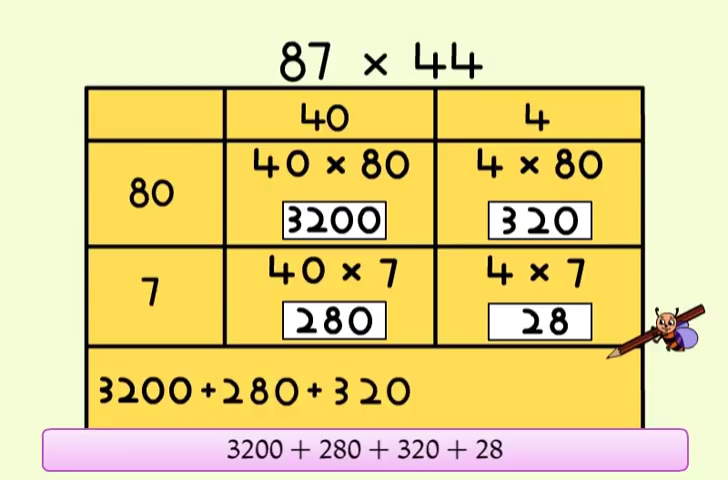 87 × 44
40 4
40 × 80 4 × 80
80
3200 320
40 × 7 4 × 7
7
280 28
3200+280+320
3200 + 280 + 320 + 28